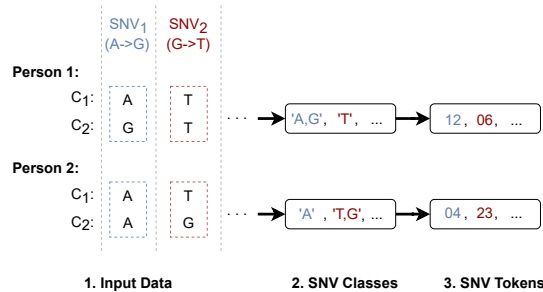 SNV1 SNV2
(A->G) (G->T)
Person 1:
C1: A T
C2: G T
... 'A,G', 'T', ... 12, 06, ...
Person 2:
C1: A T
C2: A G
... 'A' , 'T,G', ... 04, 23, ...
1. Input Data 2. SNV Classes 3. SNV Tokens